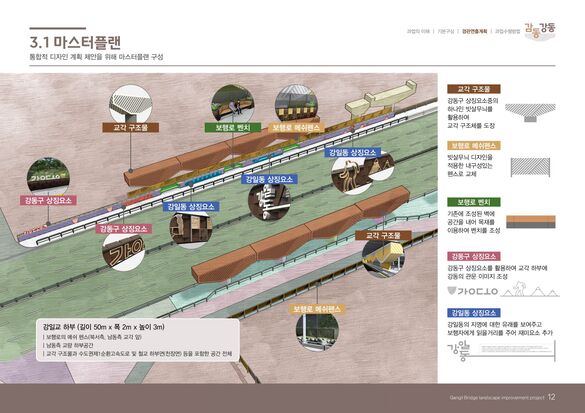 3.1 마스터플랜
통합적 디자인 계획 제안을 위해 마스터플랜 구성
과업의 이해 | 기본구상 | 경관연출계획 | 과업수행방법
감동강동
교각 구조물
보행로 벤치
보행로 메쉬펜스
강동구 상징요소
강일동 상징요소
강일동 상징요소
강동구 상징요소
강일동 상징요소
교각 구조물
보행로 메쉬펜스
강일교 하부 (길이 50m x 폭 2m x 높이 3m)
| 보행로의 메쉬 펜스(북서측, 남동측 교각 앞)
| 남동측 교량 하부공간
| 교각 구조물과 수도권제1순환고속도로 및 철교 하부면(천장면) 등을 포함한 공간 전체
교각 구조물
강동구 상징요소중의
하나인 빗살무늬를
활용하여
교각 구조체를 도장
보행로 메쉬펜스
빗살무늬 디자인을
적용한 내구성있는
펜스로 교체
보행로 벤치
기존에 조성된 벽에
공간을 내어 목재를
이용하여 벤치를 조성
강동구 상징요소
강동구 상징요소를 활용하여 교각 하부에
강동의 관문 이미지 조성
강일동 상징요소
강일동의 지명에 대한 유래를 보여주고
보행자에게 읽을거리를 주어 재미요소 추가
강일동
Gangil Bridge landscape improvement project | 12